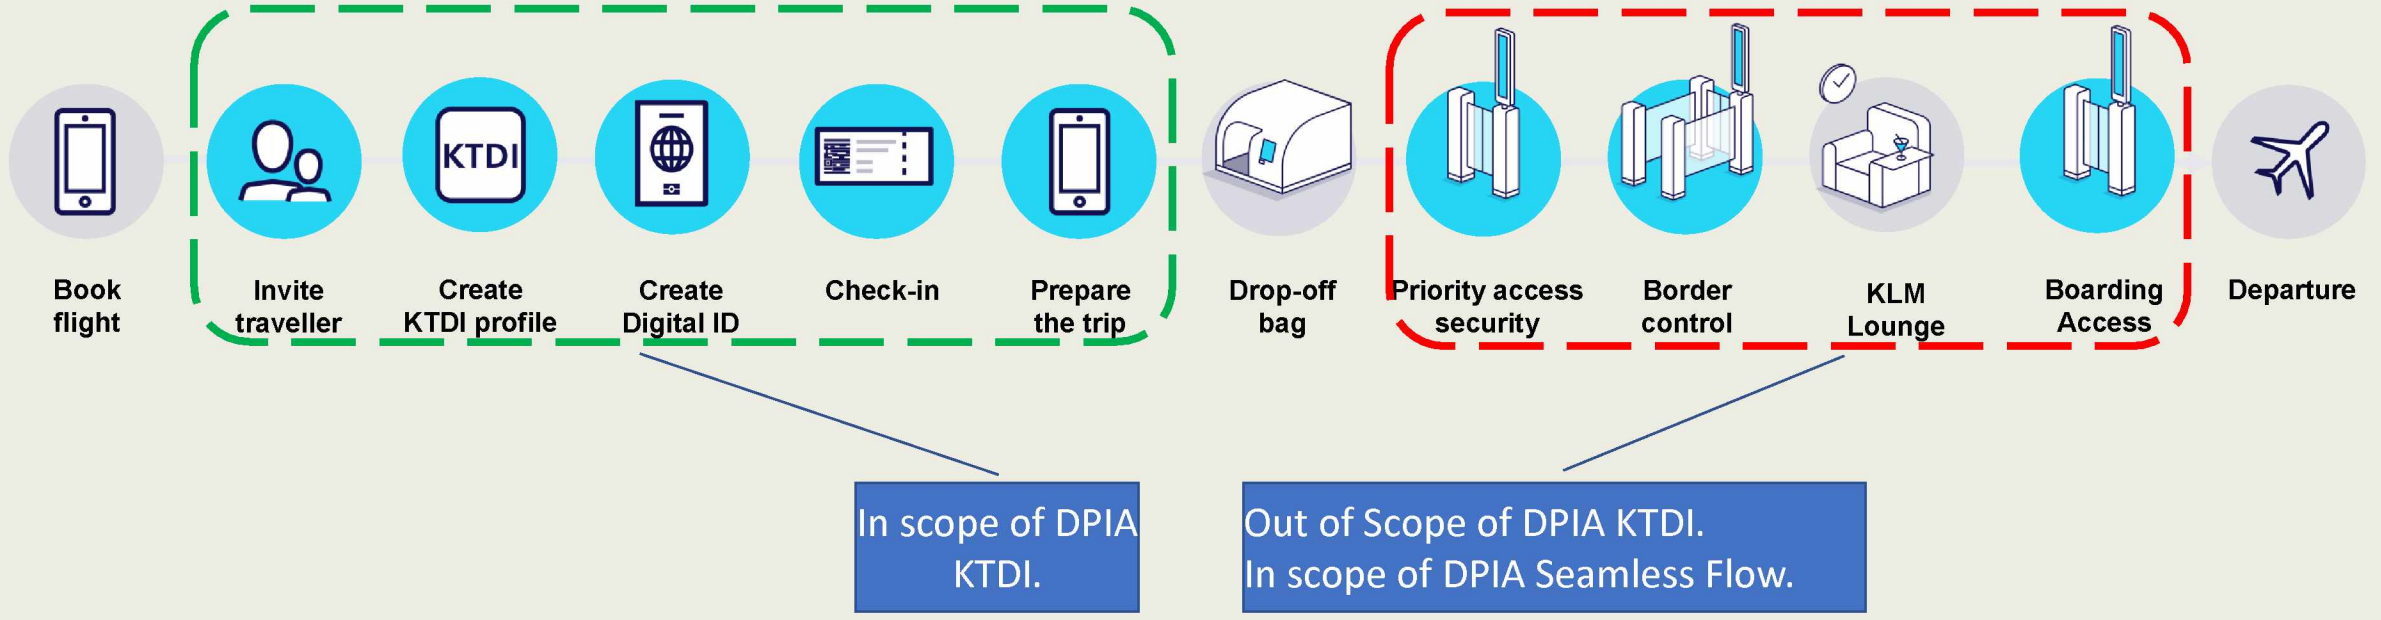 KTDI
Book
flight
Invite
traveller
Create
KTDI profile
Create
Digital ID
Check-in
Prepare
the trip
Drop-off
bag
Priority access
security
Border
control
KLM
Lounge
Boarding
Access
Departure
In scope of DPIA
KTDI.
Out of Scope of DPIA KTDI.
In scope of DPIA Seamless Flow.